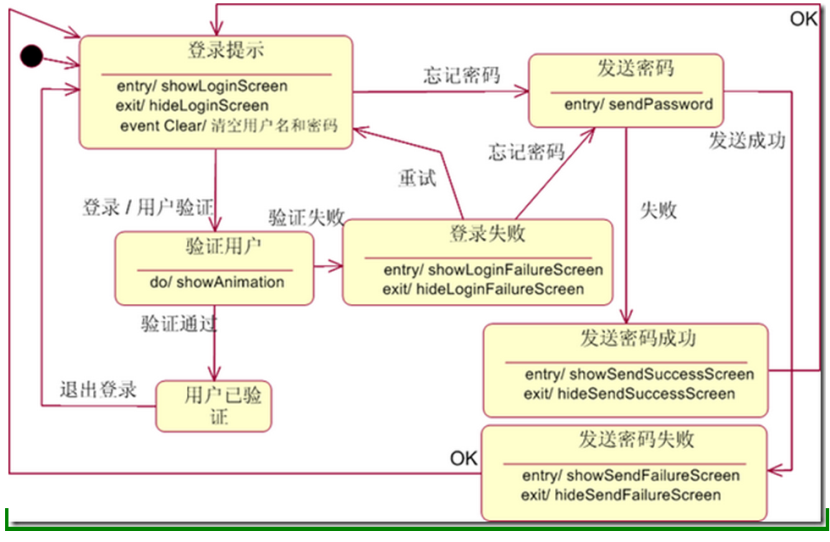 OK
登录提示
entry/ showLoginScreen
exit/ hideLoginScreen
event Clear/ 清空用户名和密码
忘记密码
发送密码
entry/ sendPassword
发送成功
忘记密码
重试
登录 / 用户验证
验证失败
失败
验证用户
do/ showAnimation
登录失败
entry/ showLoginFailureScreen
exit/ hideLoginFailureScreen
验证通过
发送密码成功
entry/ showSendSuccessScreen
exit/ hideSendSuccessScreen
退出登录
用户已验
证
OK
发送密码失败
entry/ showSendFailureScreen
exit/ hideSendFailureScreen